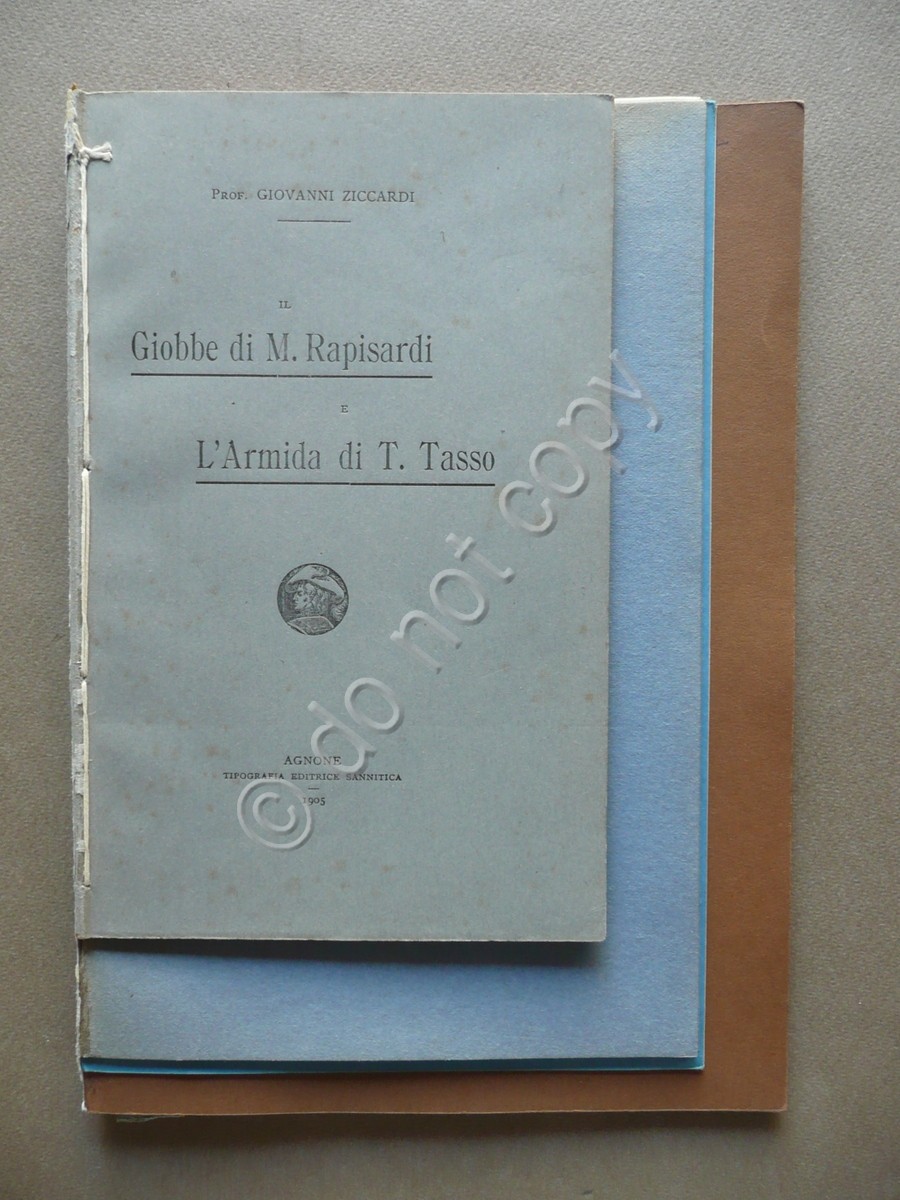 PROF. GIOVANNI ZICCARDI
IL
Giobbe di M. Rapisardi
E
L'Armida di T. Tasso
AGNONE
TIPOGRAFIA EDITRICE SANNITICA
1905
© do not copy